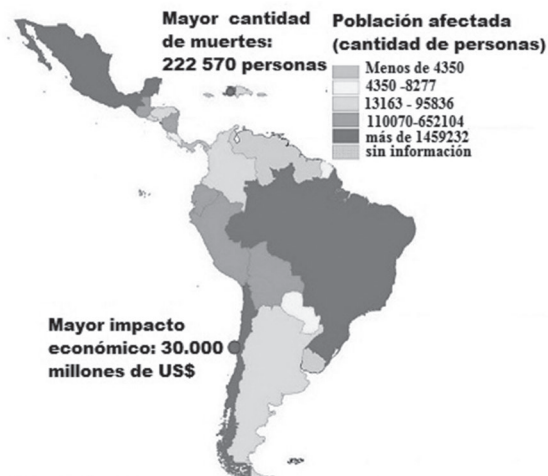 Mayor cantidad
de muertes:
222 570 personas
Población afectada
(cantidad de personas)
Menos de 4350
4350 -8277
13163 - 95836
110070-652104
más de 1459232
sin información
Mayor impacto
económico: 30.000
millones de US$